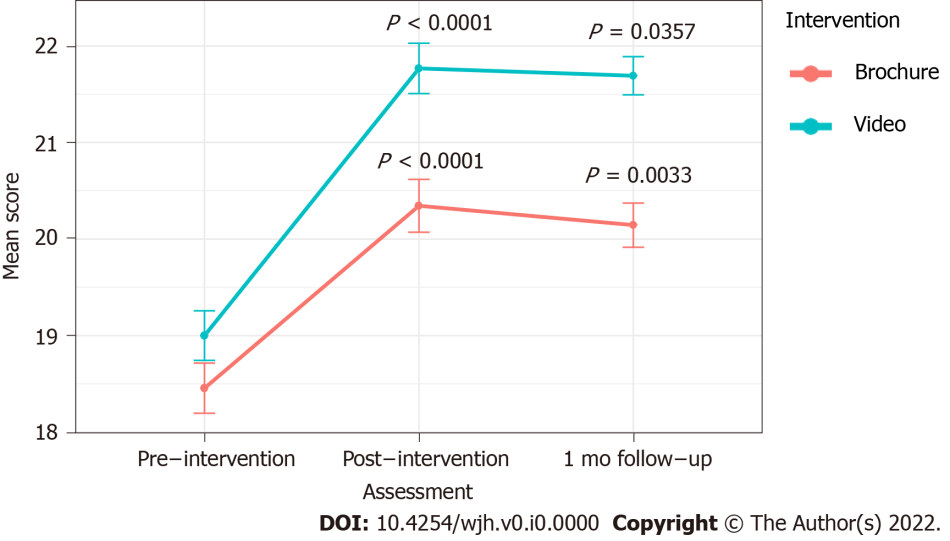 P < 0.0001
P = 0.0357
Intervention
Brochure
Video
22
21
20
19
18
Mean score
P < 0.0001
P = 0.0033
Pre−intervention
Post−intervention
1 mo follow−up
Assessment
DOI: 10.4254/wjh.v0.i0.0000 Copyright © The Author(s) 2022.